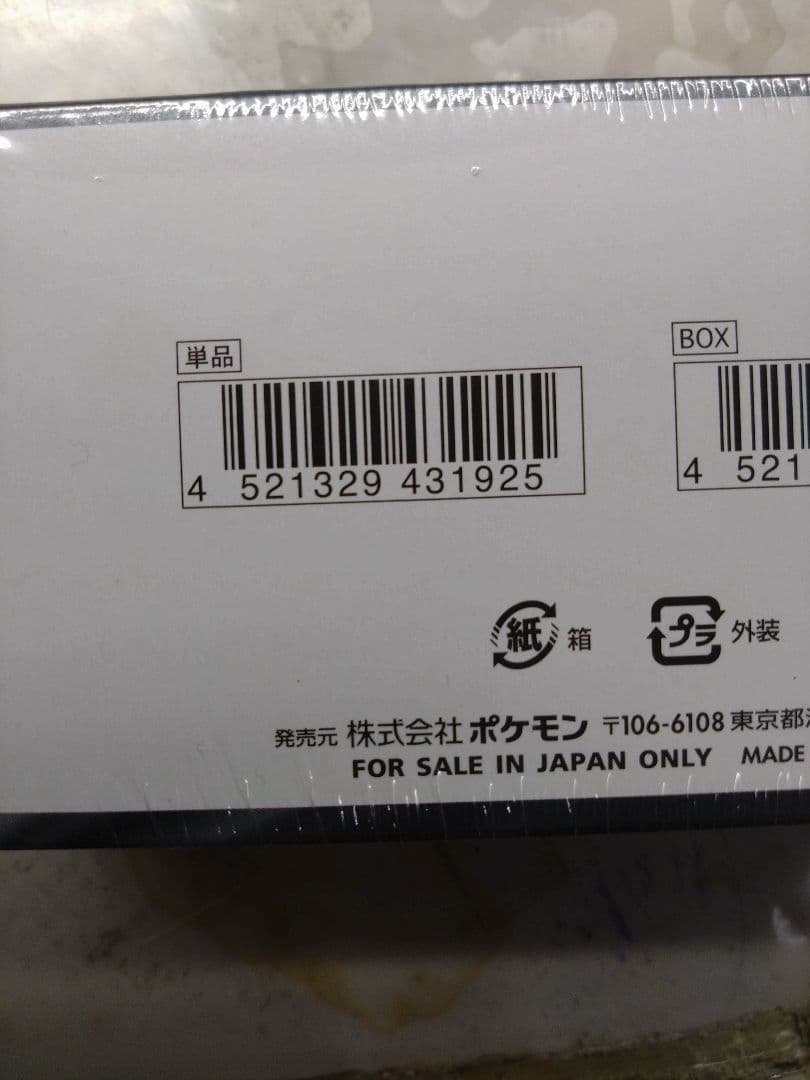 単品
BOX
4 521329 431925
4 521
紙 箱
プラ 外装
発売元 株式会社 ポケモン 〒106-6108 東京都
FOR SALE IN JAPAN ONLY MADE